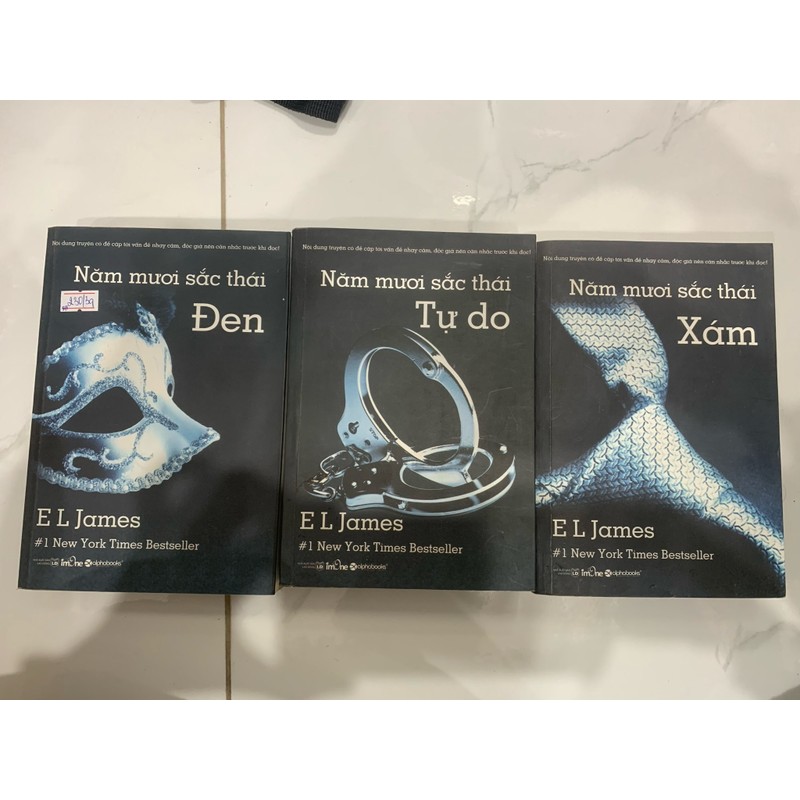 Nội dung truyện có đề cập tới vấn đề nhạy cảm, độc giả nên cân nhắc trước khi đọc!
Năm mươi sắc thái
Đen
E L James
#1 New York Times Bestseller
alphabooks
Nội dung truyện có đề cập tới vấn đề nhạy cảm, độc giả nên cân nhắc trước khi đọc!
Năm mươi sắc thái
Tự do
E L James
#1 New York Times Bestseller
alphabooks
Nội dung truyện có đề cập tới vấn đề nhạy cảm, độc giả nên cân nhắc trước khi đọc!
Năm mươi sắc thái
Xám
E L James
#1 New York Times Bestseller
alphabooks